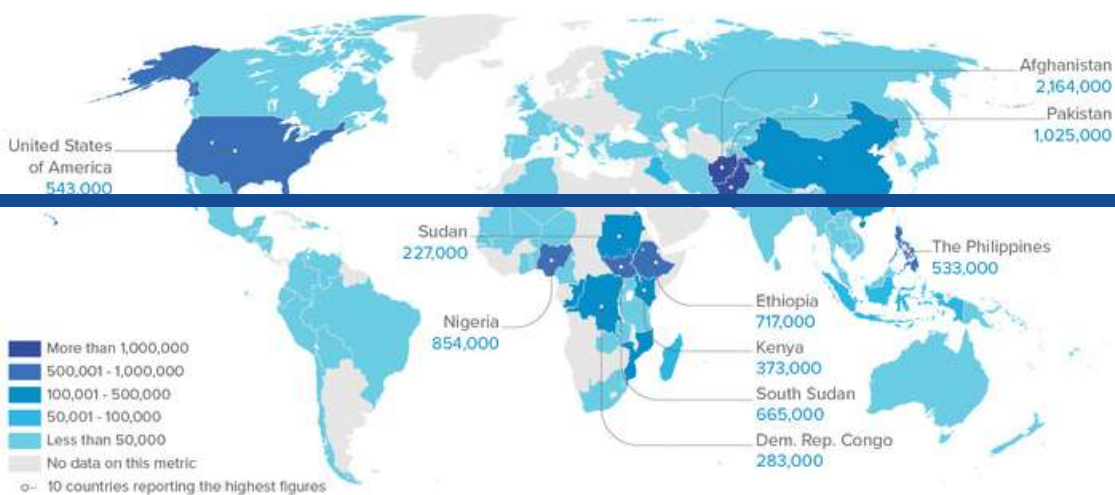 Afghanistan
2,164,000
Pakistan
1,025,000
United States
of America
543,000
Sudan
227,000
The Philippines
533,000
Ethiopia
717,000
Nigeria
854,000
Kenya
373,000
South Sudan
665,000
Dem. Rep. Congo
283,000
More than 1,000,000
500,001 - 1,000,000
100,001 - 500,000
50,001 - 100,000
Less than 50,000
No data on this metric
10 countries reporting the highest figures